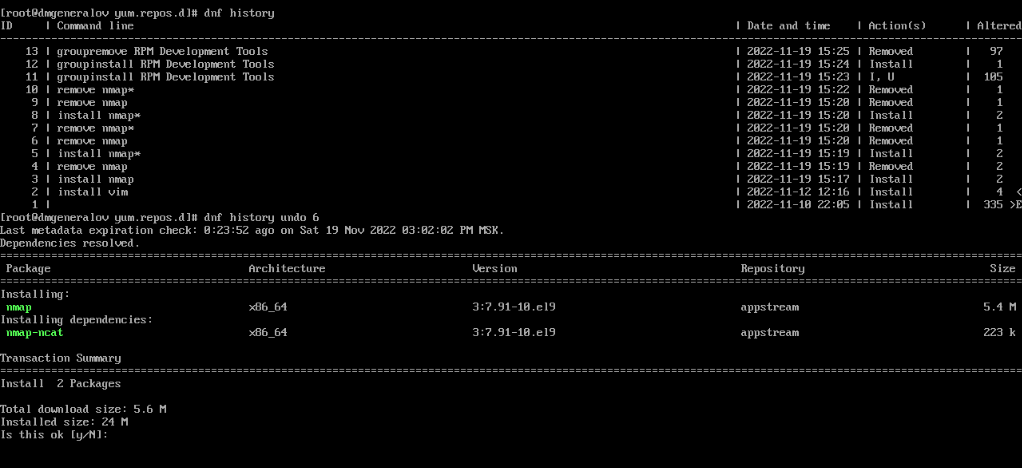 [root@dmgeneralov yum.repos.d]# dnf history
ID     | Command line                                                                                             | Date and time    | Action(s)      | Altered
-------------------------------------------------------------------------------------------------------------------------------------------------------
    13 | groupremove RPM Development Tools                                                                        | 2022-11-19 15:25 | Removed        |   97
    12 | groupinstall RPM Development Tools                                                                       | 2022-11-19 15:24 | Install        |    1
    11 | groupinstall RPM Development Tools                                                                       | 2022-11-19 15:23 | I, U           |  105
    10 | remove nmap*                                                                                             | 2022-11-19 15:22 | Removed        |    1
     9 | remove nmap                                                                                              | 2022-11-19 15:20 | Removed        |    1
     8 | install nmap*                                                                                            | 2022-11-19 15:20 | Install        |    2
     7 | remove nmap*                                                                                             | 2022-11-19 15:20 | Removed        |    1
     6 | remove nmap                                                                                              | 2022-11-19 15:20 | Removed        |    1
     5 | install nmap*                                                                                            | 2022-11-19 15:19 | Install        |    2
     4 | remove nmap                                                                                              | 2022-11-19 15:19 | Removed        |    2
     3 | install nmap                                                                                             | 2022-11-19 15:17 | Install        |    2
     2 | install vim                                                                                              | 2022-11-12 12:16 | Install        |    4  <
     1 |                                                                                                          | 2022-11-10 22:05 | Install        |  335 >E
[root@dmgeneralov yum.repos.d]# dnf history undo 6
Last metadata expiration check: 0:23:52 ago on Sat 19 Nov 2022 03:02:02 PM MSK.
Dependencies resolved.
=======================================================================================================================================================
 Package                               Architecture                       Version                                   Repository                             Size
=======================================================================================================================================================
Installing:
 nmap                                  x86_64                             3:7.91-10.el9                             appstream                             5.4 M
Installing dependencies:
 nmap-ncat                             x86_64                             3:7.91-10.el9                             appstream                             223 k
Transaction Summary
=======================================================================================================================================================
Install  2 Packages
Total download size: 5.6 M
Installed size: 24 M
Is this ok [y/N]: